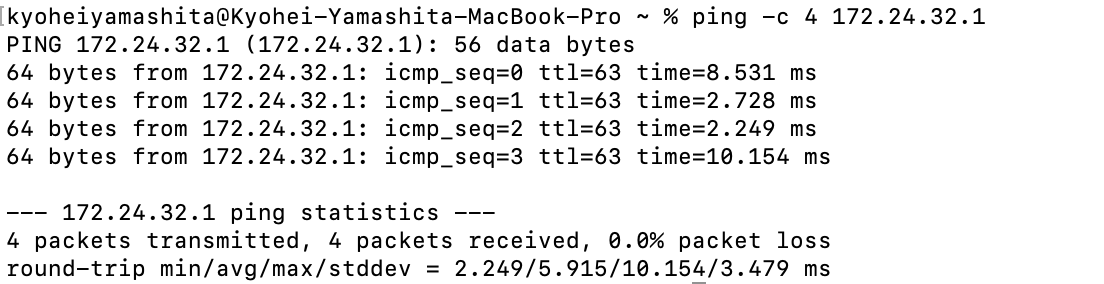 [kyoheiyamashita@Kyohei-Yamashita-MacBook-Pro ~ % ping -c 4 172.24.32.1
PING 172.24.32.1 (172.24.32.1): 56 data bytes
64 bytes from 172.24.32.1: icmp_seq=0 ttl=63 time=8.531 ms
64 bytes from 172.24.32.1: icmp_seq=1 ttl=63 time=2.728 ms
64 bytes from 172.24.32.1: icmp_seq=2 ttl=63 time=2.249 ms
64 bytes from 172.24.32.1: icmp_seq=3 ttl=63 time=10.154 ms
--- 172.24.32.1 ping statistics ---
4 packets transmitted, 4 packets received, 0.0% packet loss
round-trip min/avg/max/stddev = 2.249/5.915/10.154/3.479 ms